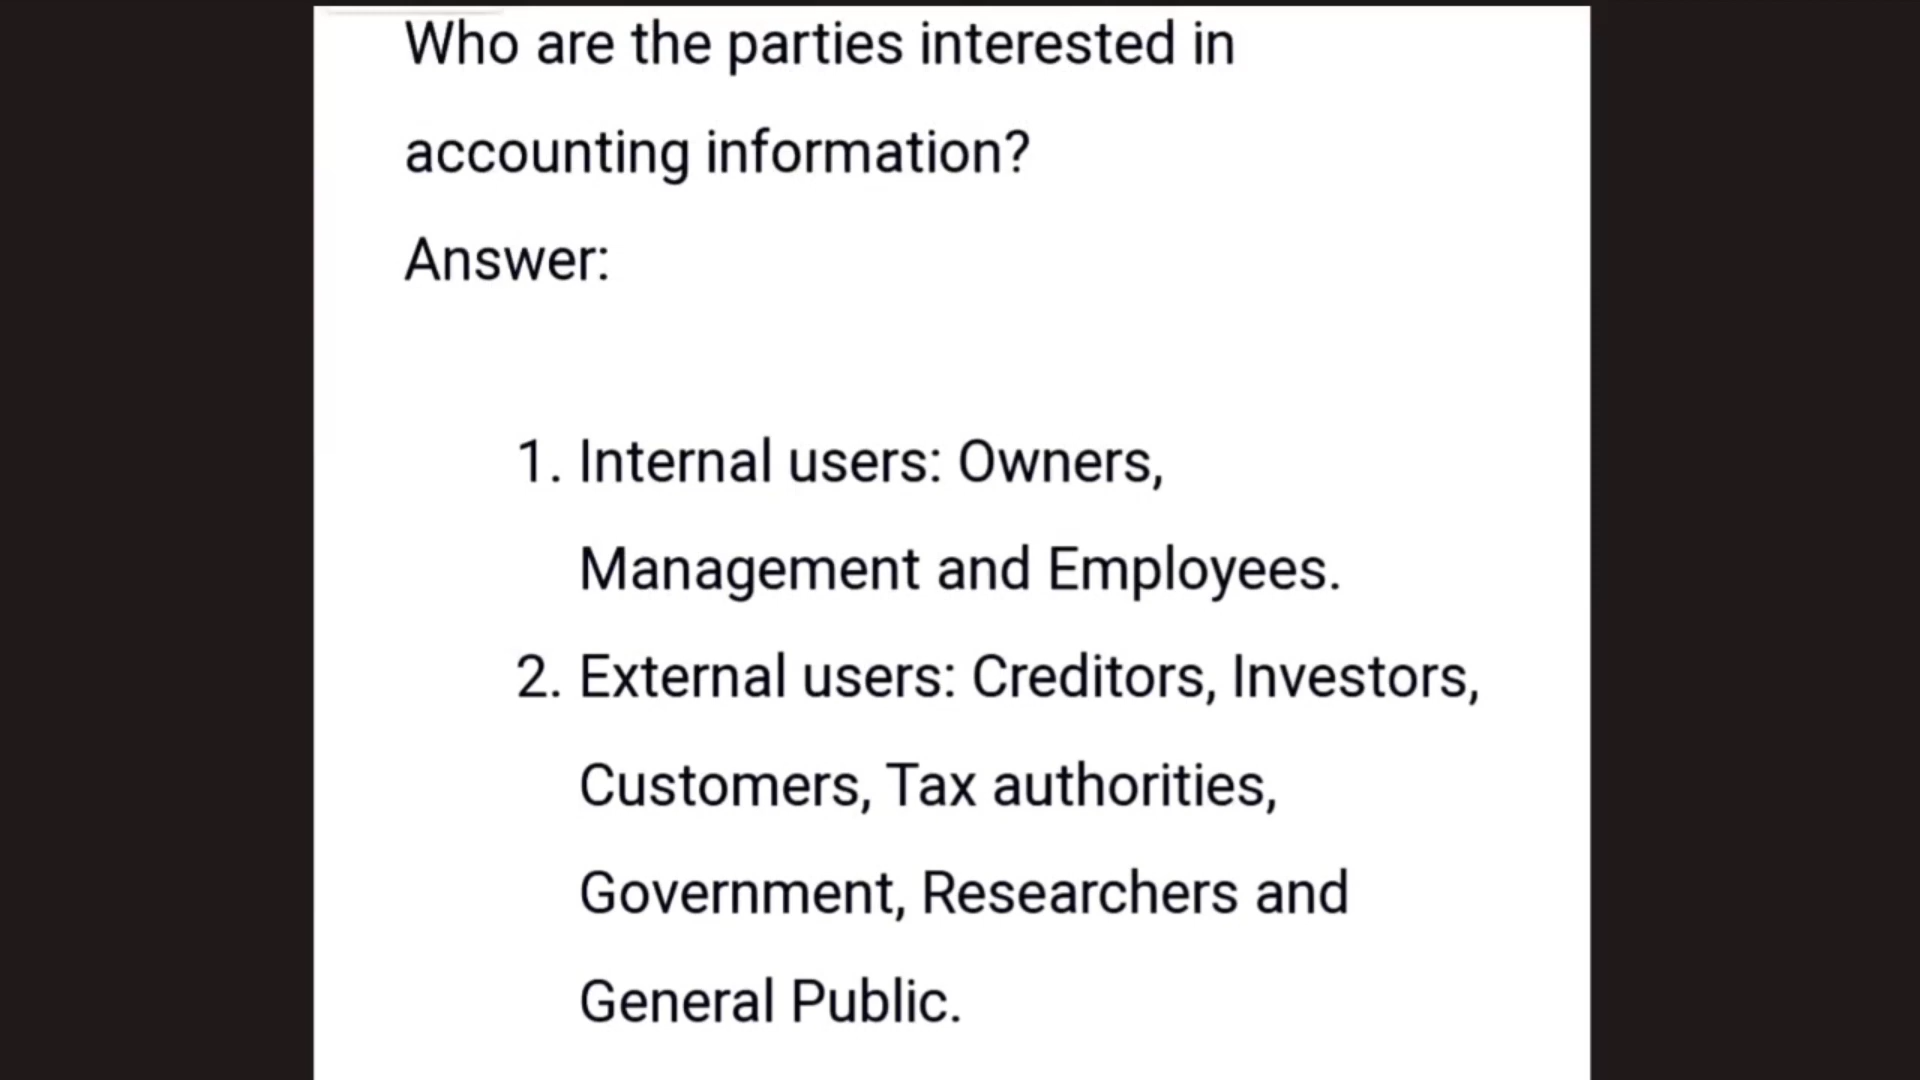 Who are the parties interested in
accounting information?
Answer:
1. Internal users: Owners,
Management and Employees.
2. External users: Creditors, Investors,
Customers, Tax authorities,
Government, Researchers and
General Public.